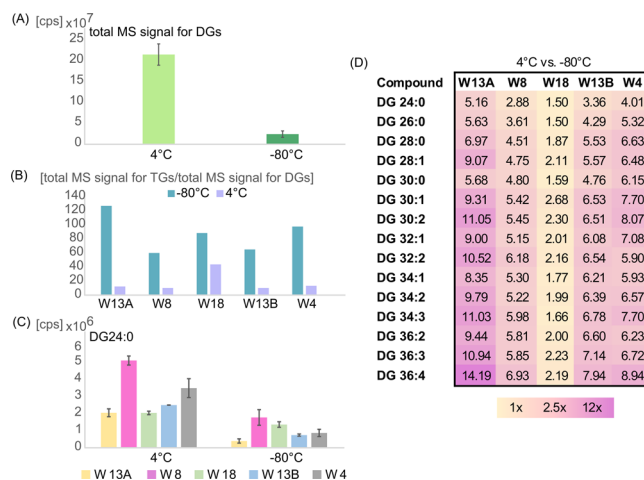 (A)
[cps] x10^7
total MS signal for DGs
25
20
15
10
5
0
4°C -80°C
(B)
[total MS signal for TGs/total MS signal for DGs]
-80°C 4°C
140
120
100
80
60
40
20
0
W13A W8 W18 W13B W4
(C)
[cps] x10^6
DG24:0
6
5
4
3
2
1
0
4°C -80°C
W 13A W 8 W 18 W 13B W 4
(D)
4°C vs. -80°C
Compound W13A W8 W18 W13B W4
DG 24:0 5.16 2.88 1.50 3.36 4.01
DG 26:0 5.63 3.61 1.50 4.29 5.32
DG 28:0 6.97 4.51 1.87 5.53 6.63
DG 28:1 9.07 4.75 2.11 5.57 6.48
DG 30:0 5.68 4.80 1.59 4.76 6.15
DG 30:1 9.31 5.42 2.68 6.53 7.70
DG 30:2 11.05 5.45 2.30 6.51 8.07
DG 32:1 9.00 5.15 2.01 6.08 7.08
DG 32:2 10.52 6.18 2.16 6.54 5.90
DG 34:1 8.35 5.30 1.77 6.21 5.93
DG 34:2 9.79 5.22 1.99 6.39 6.57
DG 34:3 11.03 5.98 1.66 6.78 7.70
DG 36:2 9.44 5.81 2.00 6.60 6.23
DG 36:3 10.94 5.85 2.23 7.14 6.72
DG 36:4 14.19 6.93 2.19 7.94 8.94
1x 2.5x 12x